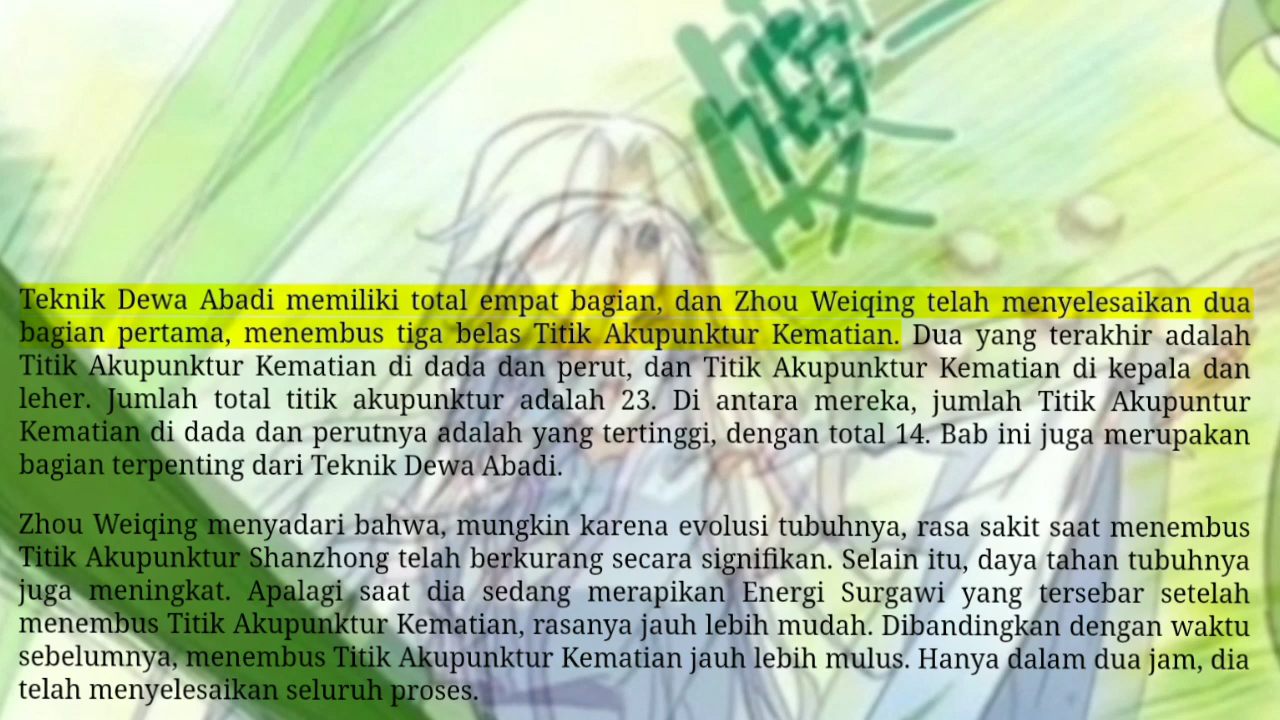 Teknik Dewa Abadi memiliki total empat bagian, dan Zhou Weiqing telah menyelesaikan dua
bagian pertama, menembus tiga belas Titik Akupunktur Kematian. Dua yang terakhir adalah
Titik Akupunktur Kematian di dada dan perut, dan Titik Akupunktur Kematian di kepala dan
leher. Jumlah total titik akupunktur adalah 23. Di antara mereka, jumlah Titik Akupuntur
Kematian di dada dan perutnya adalah yang tertinggi, dengan total 14. Bab ini juga merupakan
bagian terpenting dari Teknik Dewa Abadi.
Zhou Weiqing menyadari bahwa, mungkin karena evolusi tubuhnya, rasa sakit saat menembus
Titik Akupunktur Shanzhong telah berkurang secara signifikan. Selain itu, daya tahan tubuhnya
juga meningkat. Apalagi saat dia sedang merapikan Energi Surgawi yang tersebar setelah
menembus Titik Akupunktur Kematian, rasanya jauh lebih mudah. Dibandingkan dengan waktu
sebelumnya, menembus Titik Akupunktur Kematian jauh lebih mulus. Hanya dalam dua jam, dia
telah menyelesaikan seluruh proses.